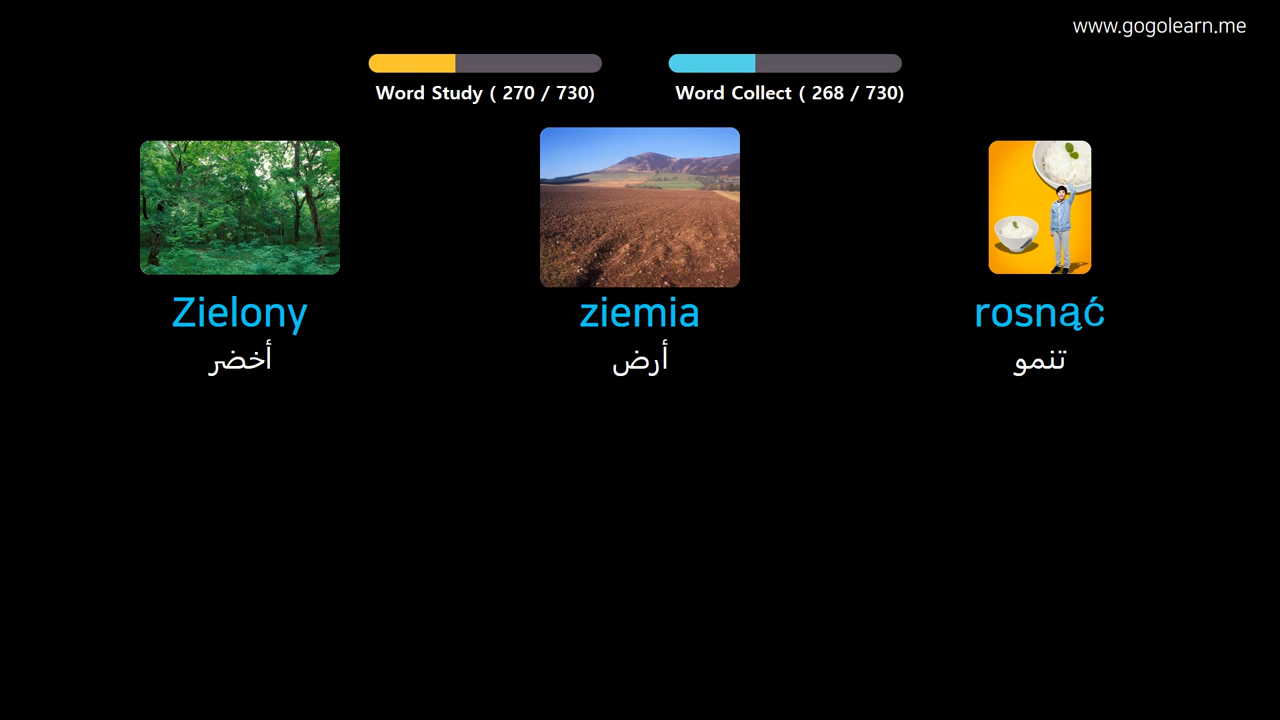 www.gogolearn.me
Word Study ( 270 / 730)
Word Collect ( 268 / 730)
Zielony
ziemia
rosnąć
أخضر
أرض
تنمو